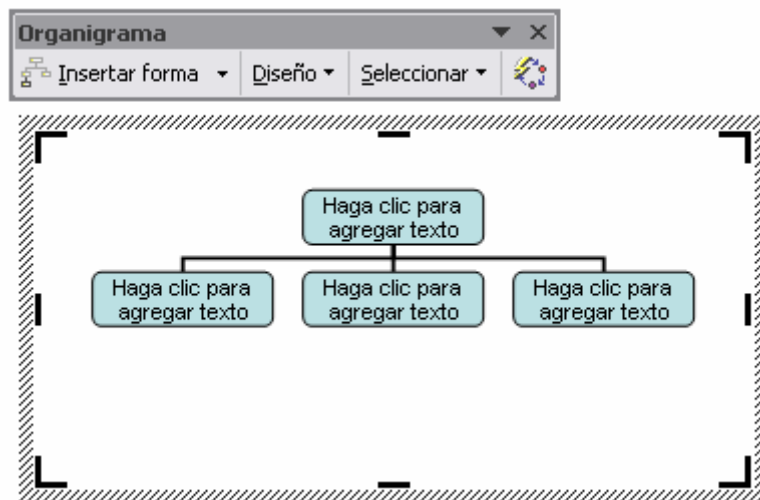 Organigrama
Insertar forma Diseño Seleccionar
Haga clic para
agregar texto
Haga clic para
agregar texto
Haga clic para
agregar texto
Haga clic para
agregar texto